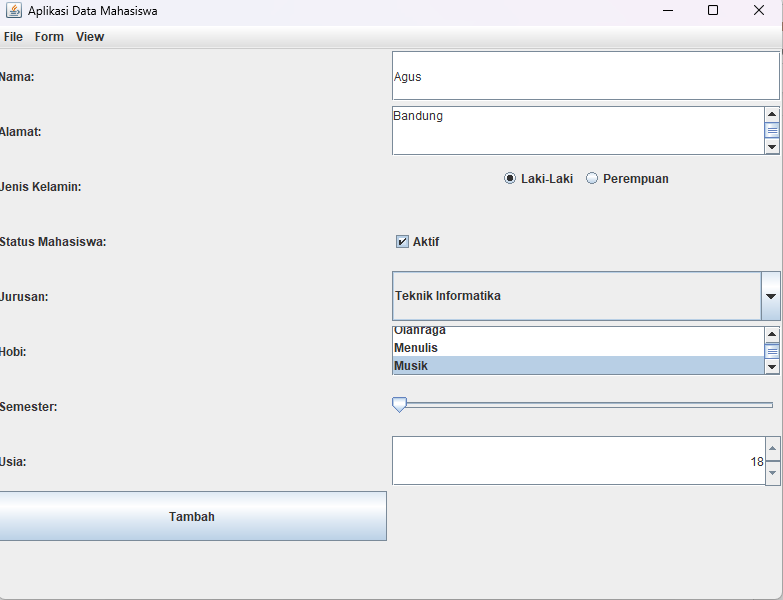 Aplikasi Data Mahasiswa
File Form View
Nama: Agus
Alamat: Bandung
Jenis Kelamin: Laki-Laki Perempuan
Status Mahasiswa: Aktif
Jurusan: Teknik Informatika
Olahraga
Hobi: Menulis
Musik
Semester:
Usia: 18
Tambah